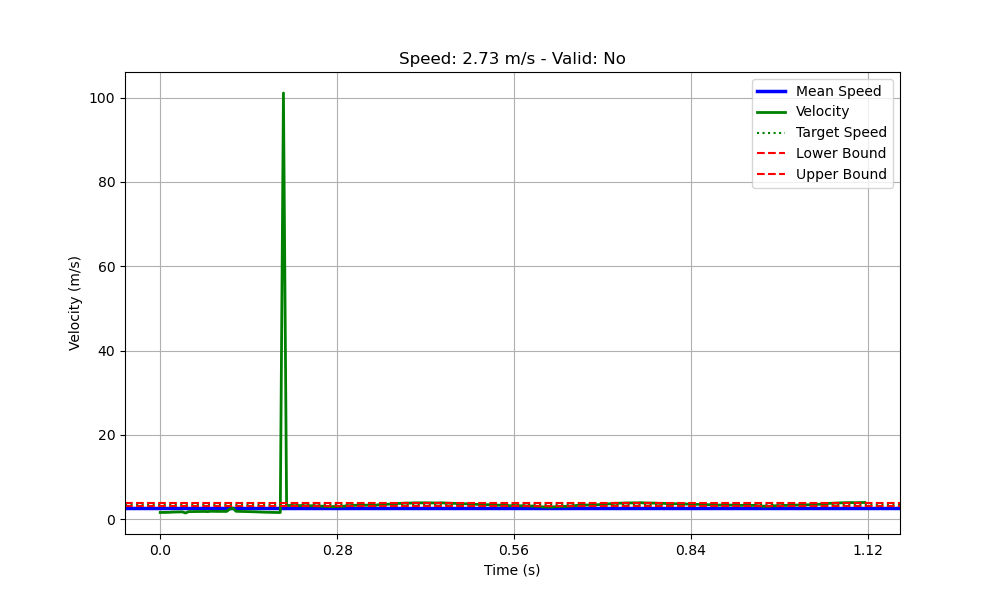 Speed: 2.73 m/s - Valid: No
Mean Speed
Velocity
Target Speed
Lower Bound
Upper Bound
100
80
60
40
20
0
Velocity (m/s)
0.0 0.28 0.56 0.84 1.12
Time (s)